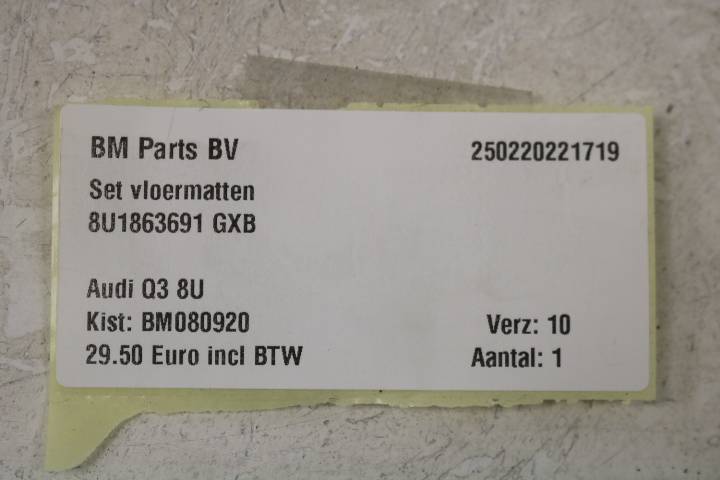 BM Parts BV 250220221719
Set vloermatten
8U1863691 GXB
Audi Q3 8U
Kist: BM080920 Verz: 10
29.50 Euro incl BTW Aantal: 1